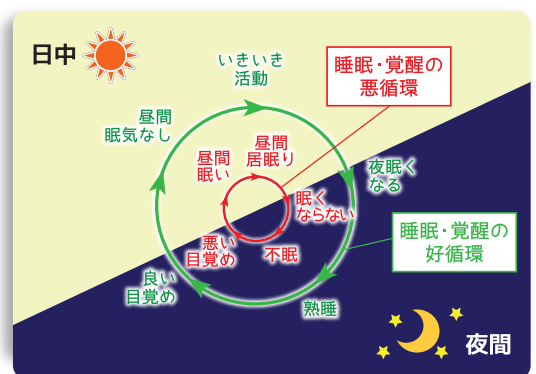 日中
いきいき
活動
睡眠・覚醒の
悪循環
昼間
眠気なし
昼間
居眠り
昼間
眠い
夜眠く
なる
眠く
ならない
睡眠・覚醒の
好循環
悪い
目覚め
不眠
良い
目覚め
熟睡
夜間